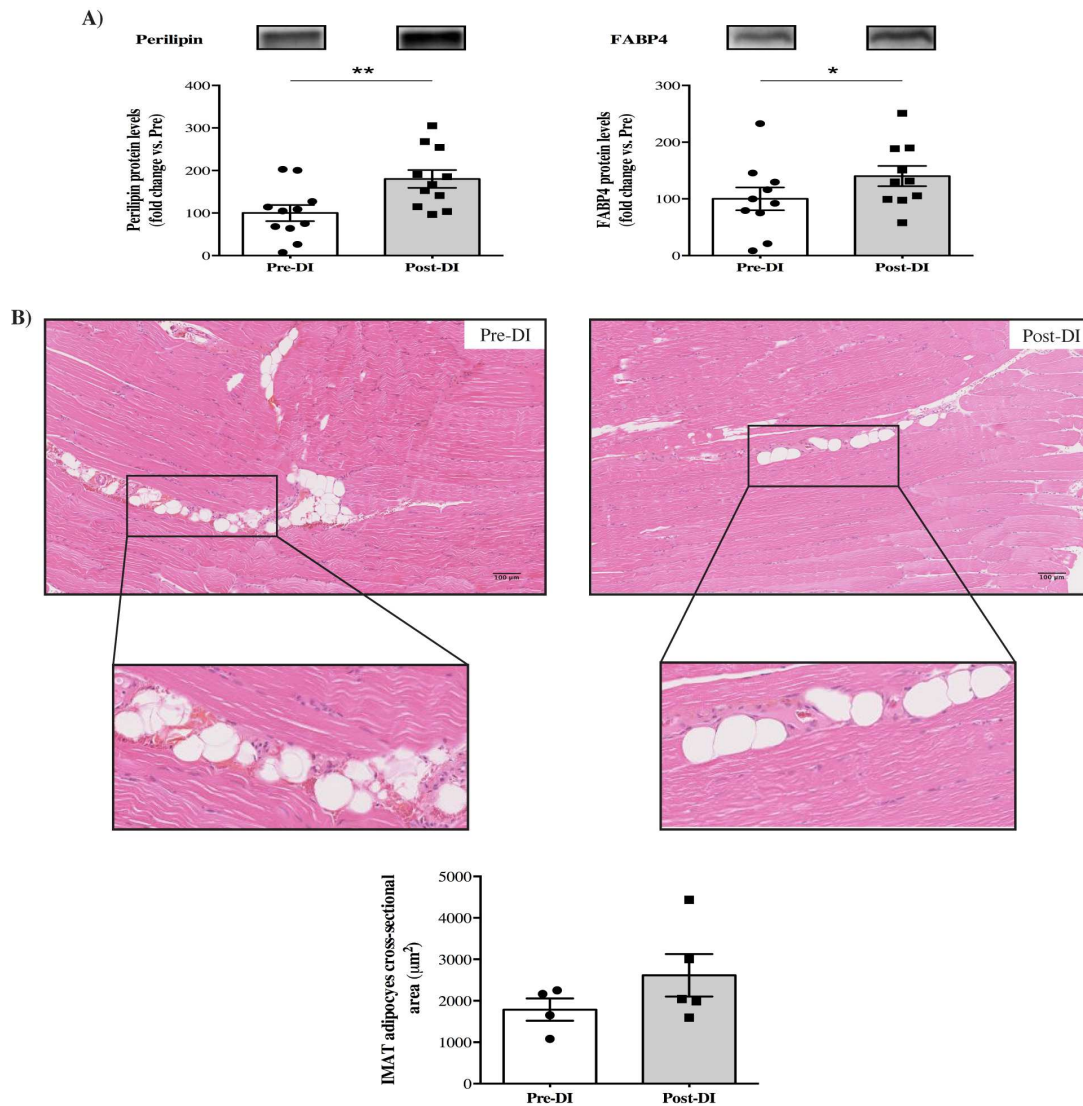 A)
Perilipin
FABP4
**
*
Perilipin protein levels
(fold change vs. Pre)
400
300
200
100
0
Pre-DI
Post-DI
FABP4 protein levels
(fold change vs. Pre)
300
200
100
0
Pre-DI
Post-DI
B)
Pre-DI
Post-DI
100 µm
100 µm
IMAT adipocytes cross-sectional
area (µm²)
5000
4000
3000
2000
1000
0
Pre-DI
Post-DI